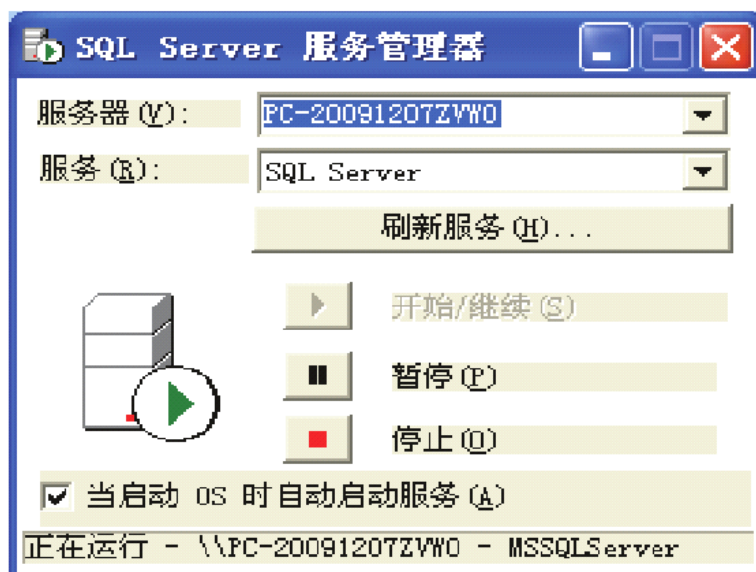 SQL Server 服务管理器
服务器(V): PC-20091207ZVWO
服务(R): SQL Server
刷新服务(H)...
开始/继续(S)
暂停(P)
停止(O)
当启动 OS 时自动启动服务(A)
正在运行 - \\PC-20091207ZVWO - MSSQLServer